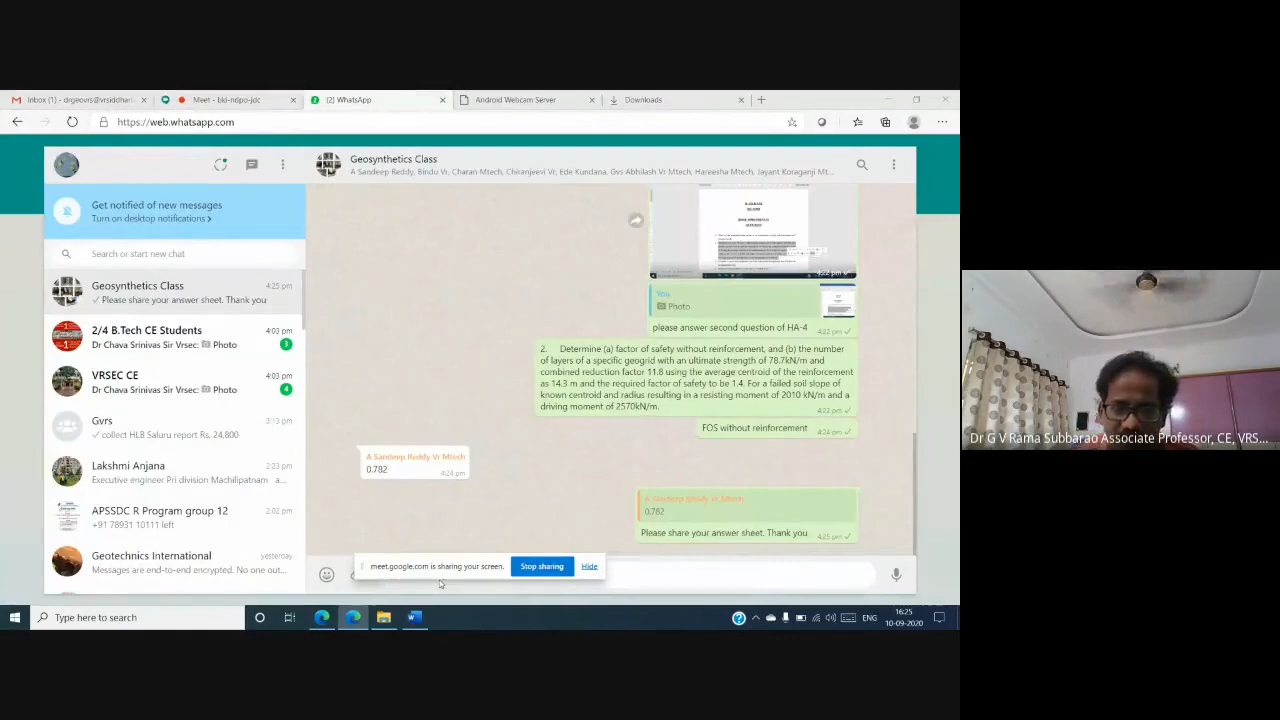 Inbox (1) - drgeovrs@vrsiddhar
Meet - bkt-ndpo-jdc
(2) WhatsApp
Android Webcam Server
Downloads
https://web.whatsapp.com
Geosynthetics Class
A Sandeep Reddy, Bindu Vr, Charan Mtech, Chiranjeevi Vr, Ede Kundana, Gvs Abhilash Vr Mtech, Hareesha Mtech, Jayant Koraganji Mt...
Get notified of new messages
Turn on desktop notifications
Search or start new chat
Geosynthetics Class
4:25 pm
Please share your answer sheet. Thank you
2/4 B.Tech CE Students
4:03 pm
Dr Chava Srinivas Sir Vrsec: Photo
3
VRSEC CE
4:03 pm
Dr Chava Srinivas Sir Vrsec: Photo
4
Gvrs
3:13 pm
collect HLB Saluru report Rs. 24,800
Lakshmi Anjana
2:23 pm
Executive engineer Pri division Machilipatnam a...
APSSDC R Program group 12
2:02 pm
+91 78931 10111 left
Geotechnics International
yesterday
Messages are end-to-end encrypted. No one out...
4:22 pm
You
Photo
please answer second question of HA-4
4:22 pm
2. Determine (a) factor of safety without reinforcement, and (b) the number
of layers of a specific geogrid with an ultimate strength of 78.7kN/m and
combined reduction factor 11.8 using the average centroid of the reinforcement
as 14.3 m and the required factor of safety to be 1.4. For a failed soil slope of
known centroid and radius resulting in a resisting moment of 2010 kN/m and a
driving moment of 2570kN/m.
4:22 pm
FOS without reinforcement
4:24 pm
A Sandeep Reddy Vr Mtech
0.782
4:24 pm
A Sandeep Reddy Vr Mtech
0.782
Please share your answer sheet. Thank you
4:25 pm
meet.google.com is sharing your screen.
Stop sharing
Hide
Type here to search
ENG
16:25
10-09-2020
Dr G V Rama Subbarao Associate Professor, CE, VRS...